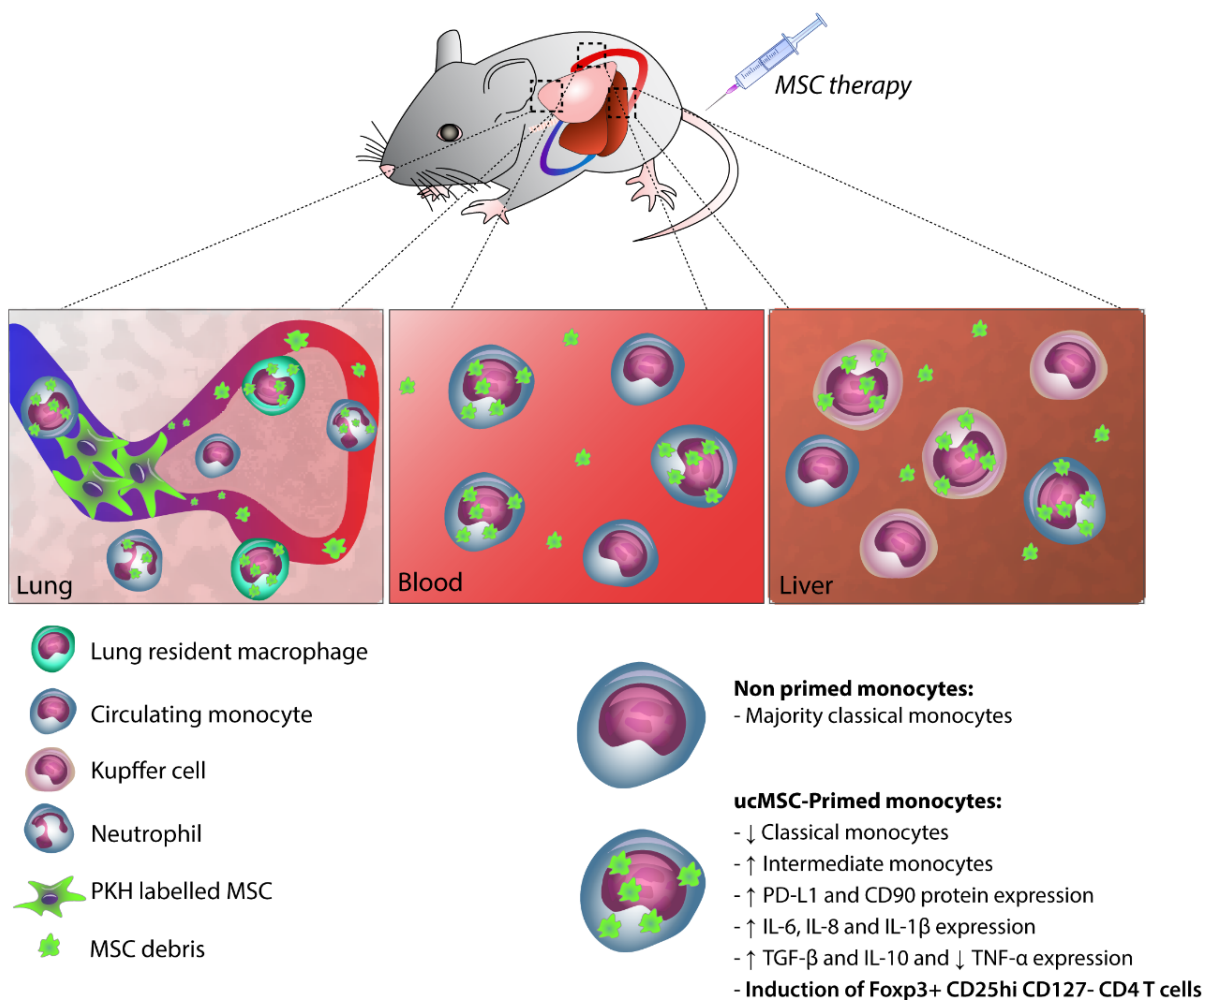 MSC therapy
Lung
Blood
Liver
Lung resident macrophage
Circulating monocyte
Kupffer cell
Neutrophil
PKH labelled MSC
MSC debris
Non primed monocytes:
- Majority classical monocytes
ucMSC-Primed monocytes:
- ↓ Classical monocytes
- ↑ Intermediate monocytes
- ↑ PD-L1 and CD90 protein expression
- ↑ IL-6, IL-8 and IL-1β expression
- ↑ TGF-β and IL-10 and ↓ TNF-α expression
- Induction of Foxp3+ CD25hi CD127- CD4 T cells